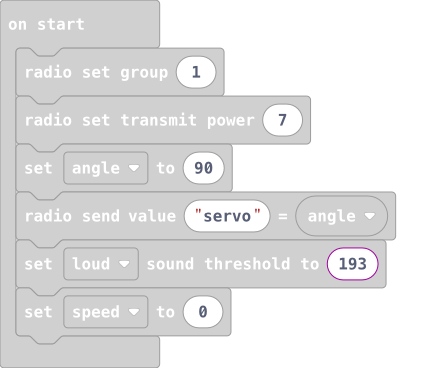 on start
radio set group 1
radio set transmit power 7
set angle to 90
radio send value "servo" = angle
set loud sound threshold to 193
set speed to 0